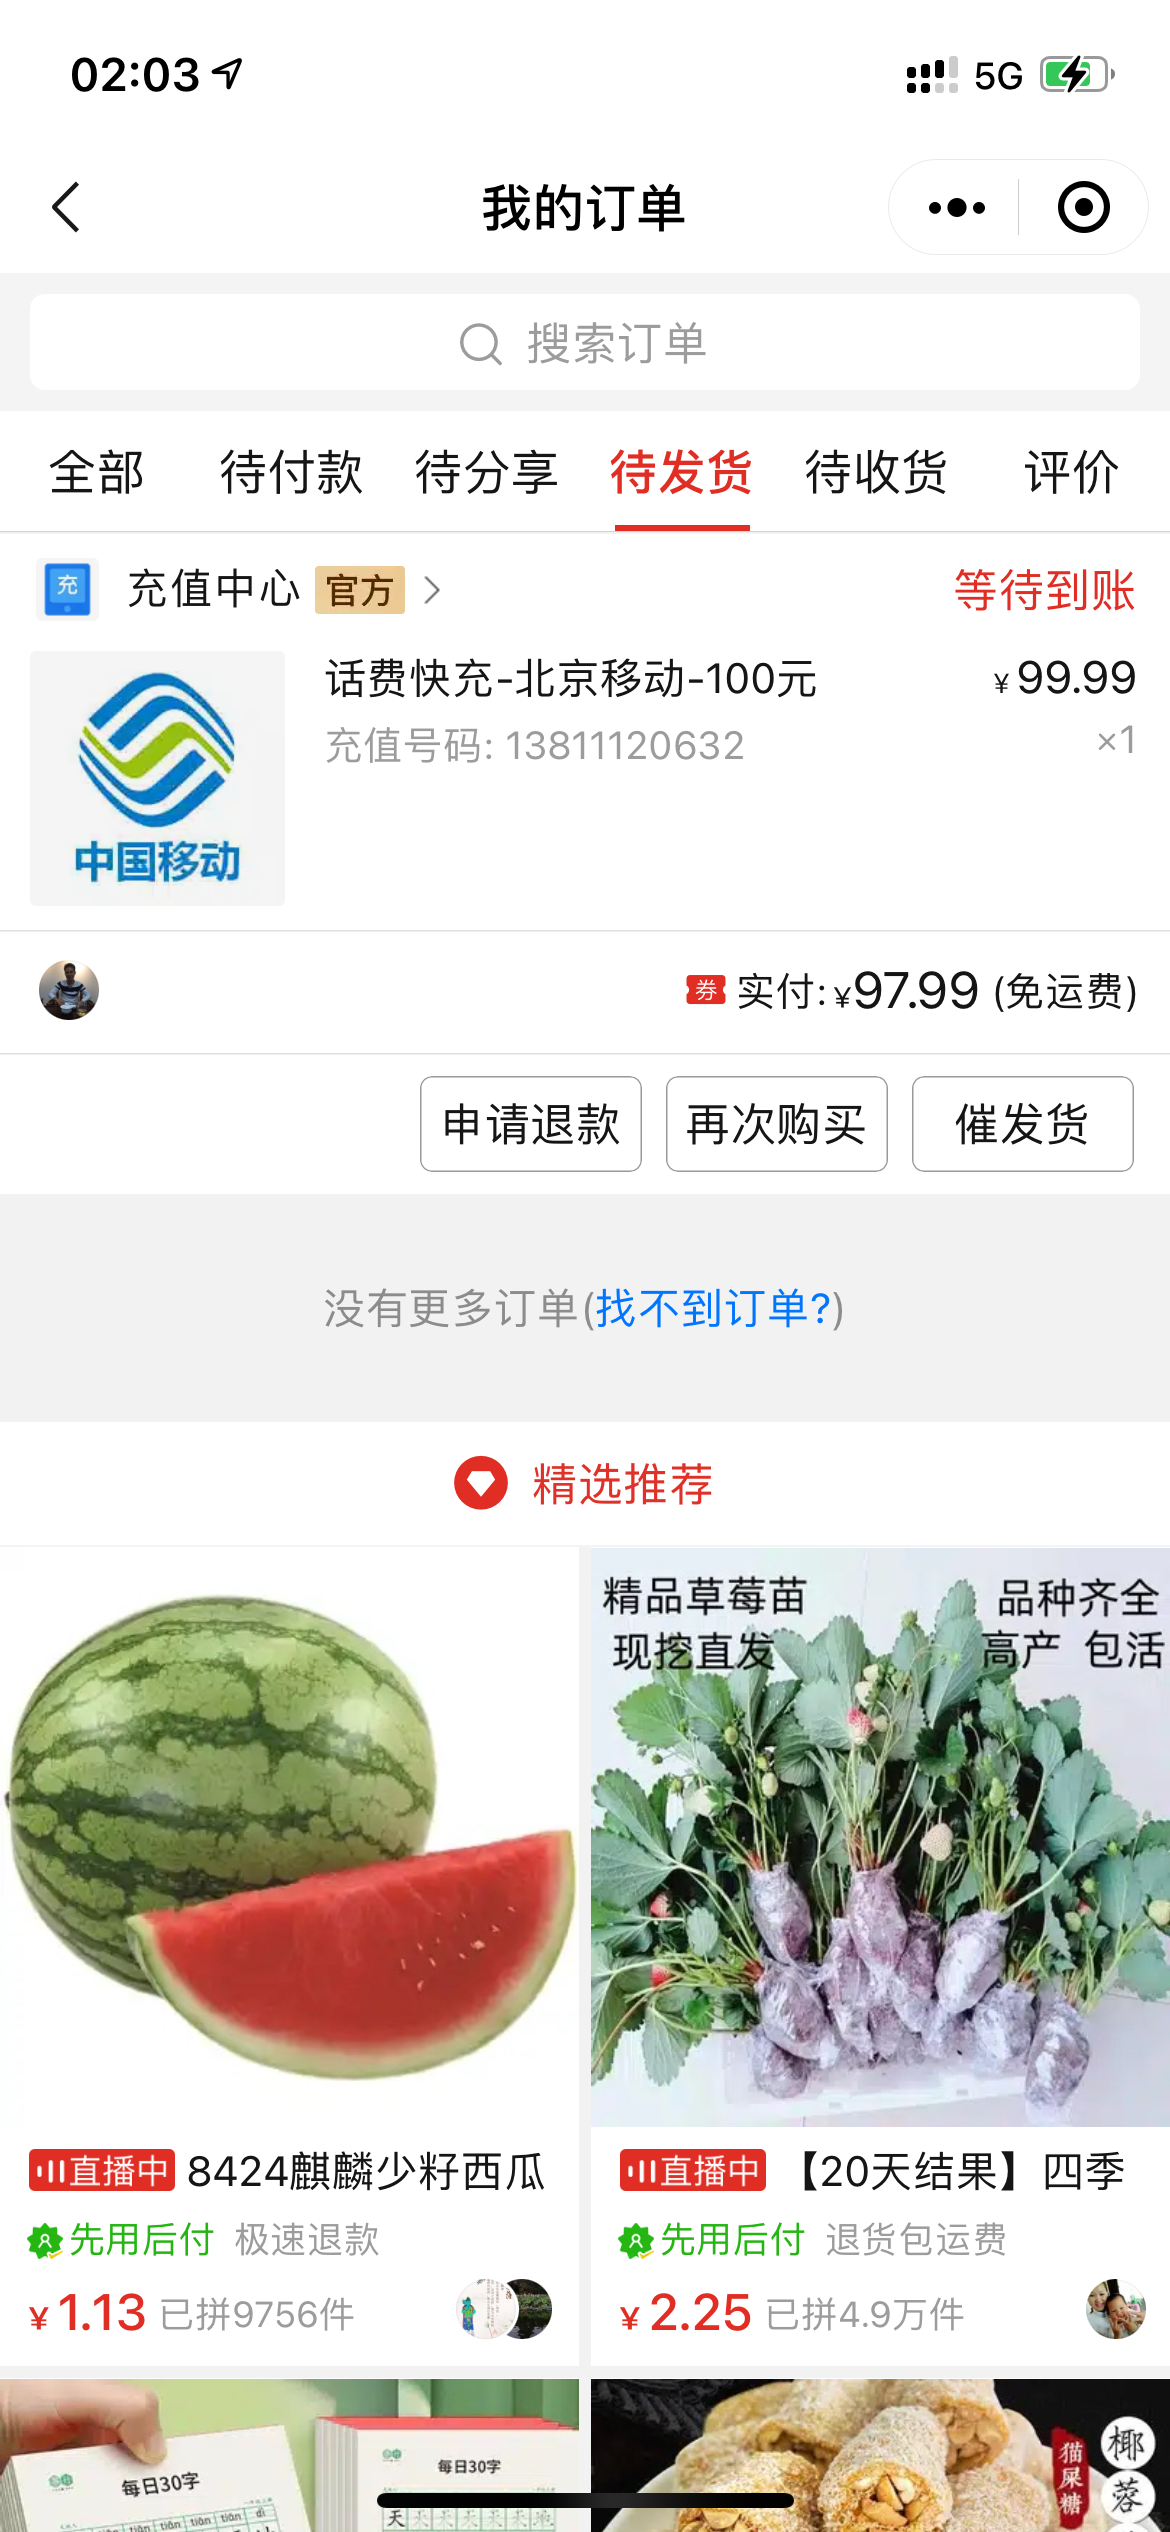 02:03
5G
我的订单
搜索订单
全部 待付款 待分享 待发货 待收货 评价
充
充值中心 官方
等待到账
话费快充-北京移动-100元
¥99.99
充值号码: 13811120632
×1
中国移动
券 实付: ¥97.99 (免运费)
申请退款 再次购买 催发货
没有更多订单(找不到订单?)
精选推荐
精品草莓苗 品种齐全
现挖直发 高产 包活
直播中 8424麒麟少籽西瓜
先用后付 极速退款
¥1.13 已拼9756件
直播中 【20天结果】四季
先用后付 退货包运费
¥2.25 已拼4.9万件
每日30字
tiān tiān tiān tiān dì
每日30字
天
猫屎糖
椰蓉